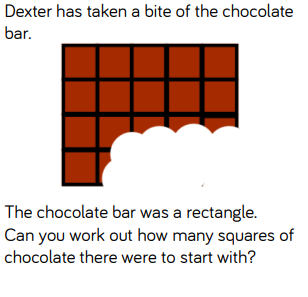 Dexter has taken a bite of the chocolate
bar.
The chocolate bar was a rectangle.
Can you work out how many squares of
chocolate there were to start with?